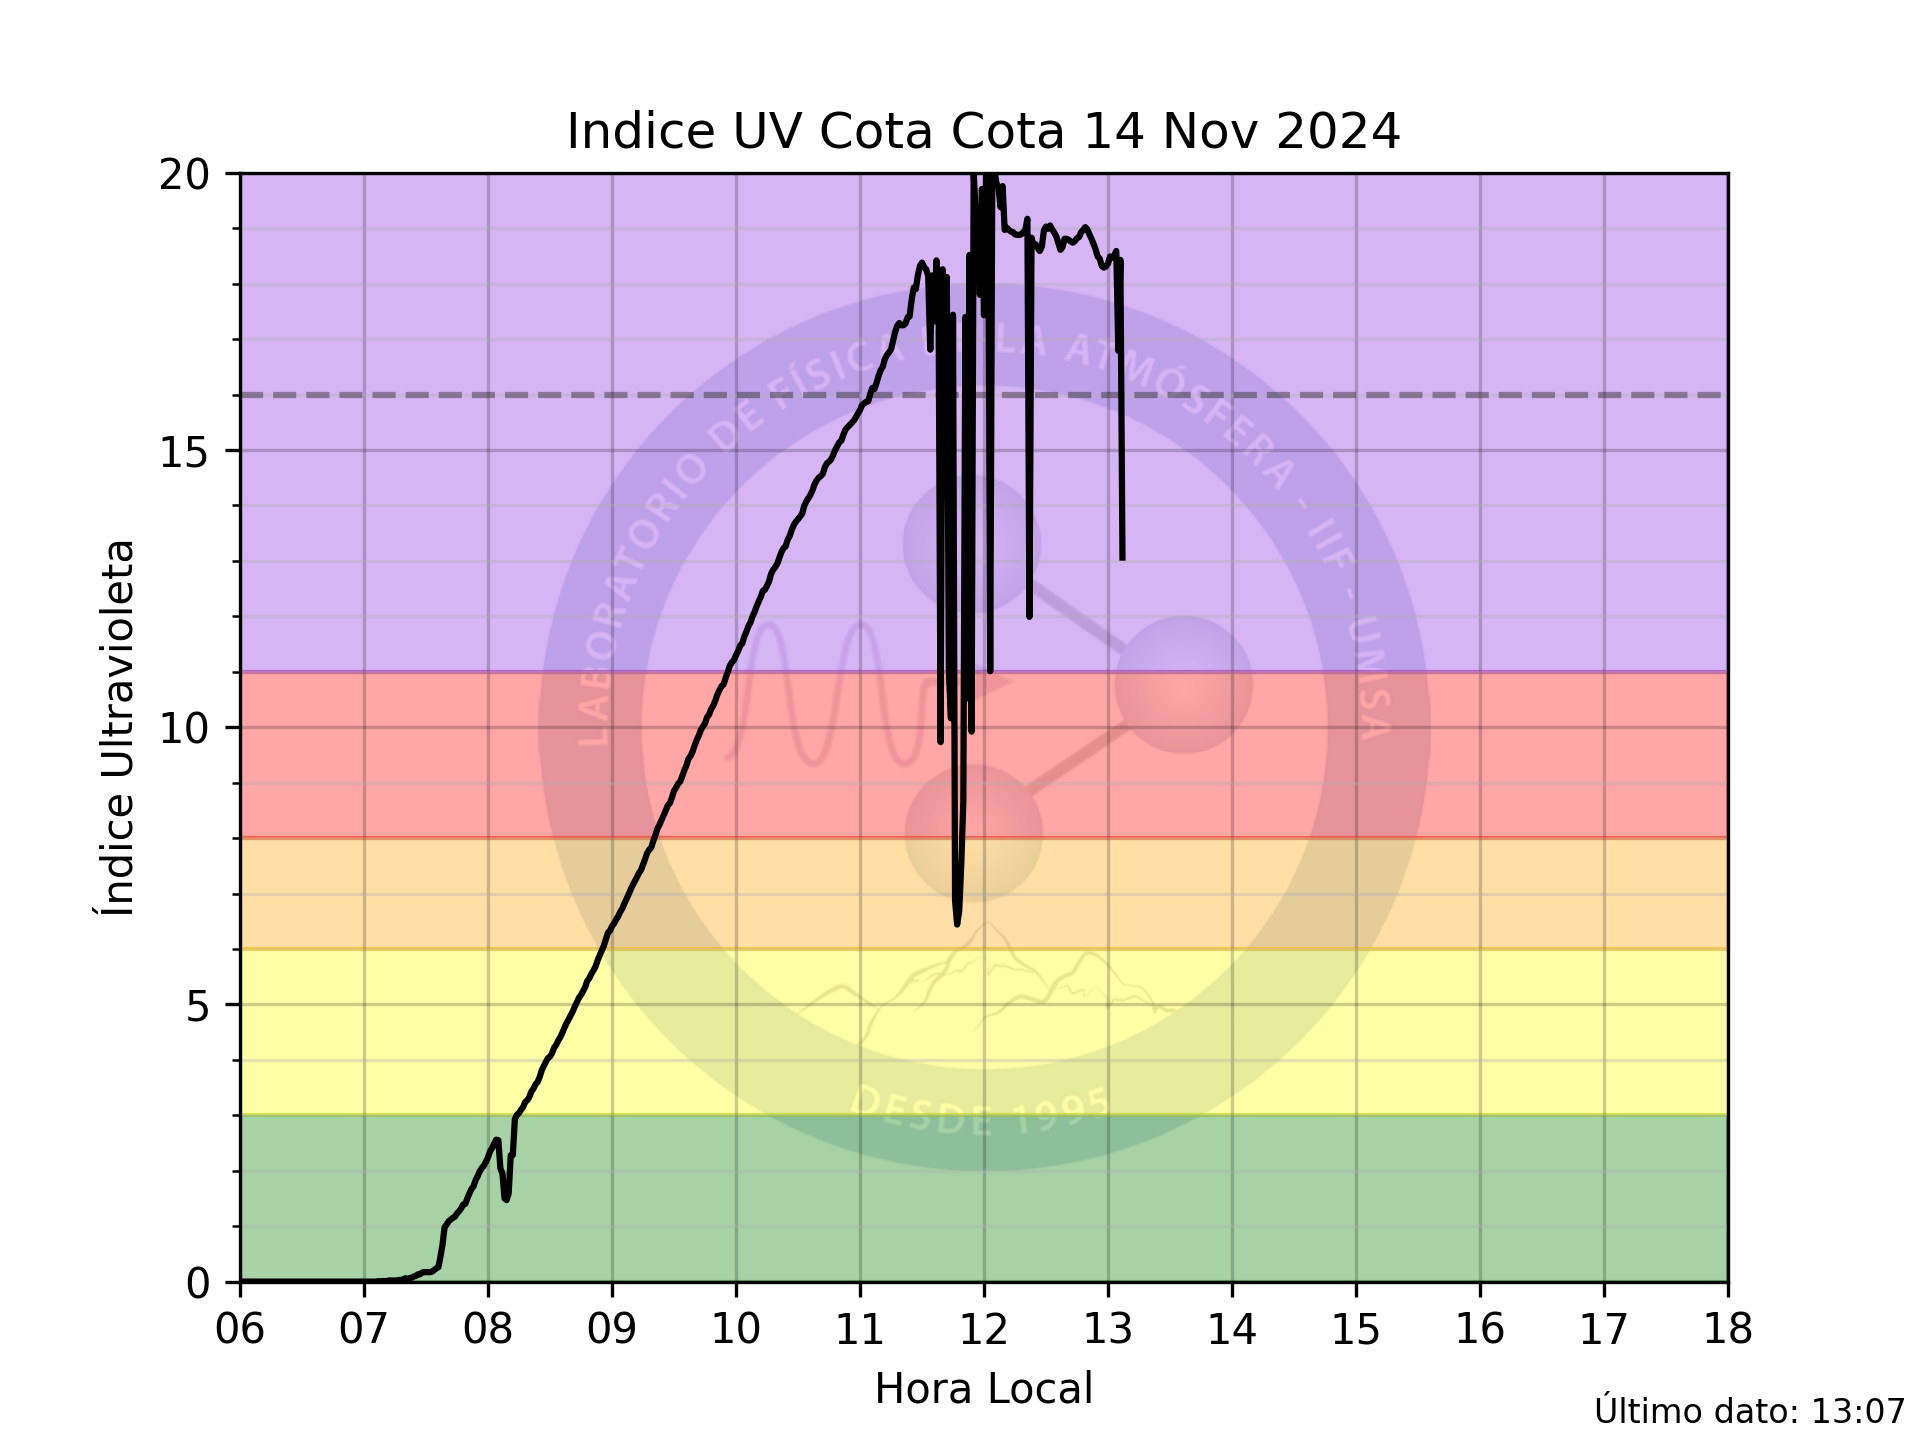 Indice UV Cota Cota 14 Nov 2024
20
15
10
5
0
Índice Ultravioleta
LABORATORIO DE FÍSICA DE LA ATMÓSFERA - IIF - UMSA
DESDE 1995
06 07 08 09 10 11 12 13 14 15 16 17 18
Hora Local
Último dato: 13:07